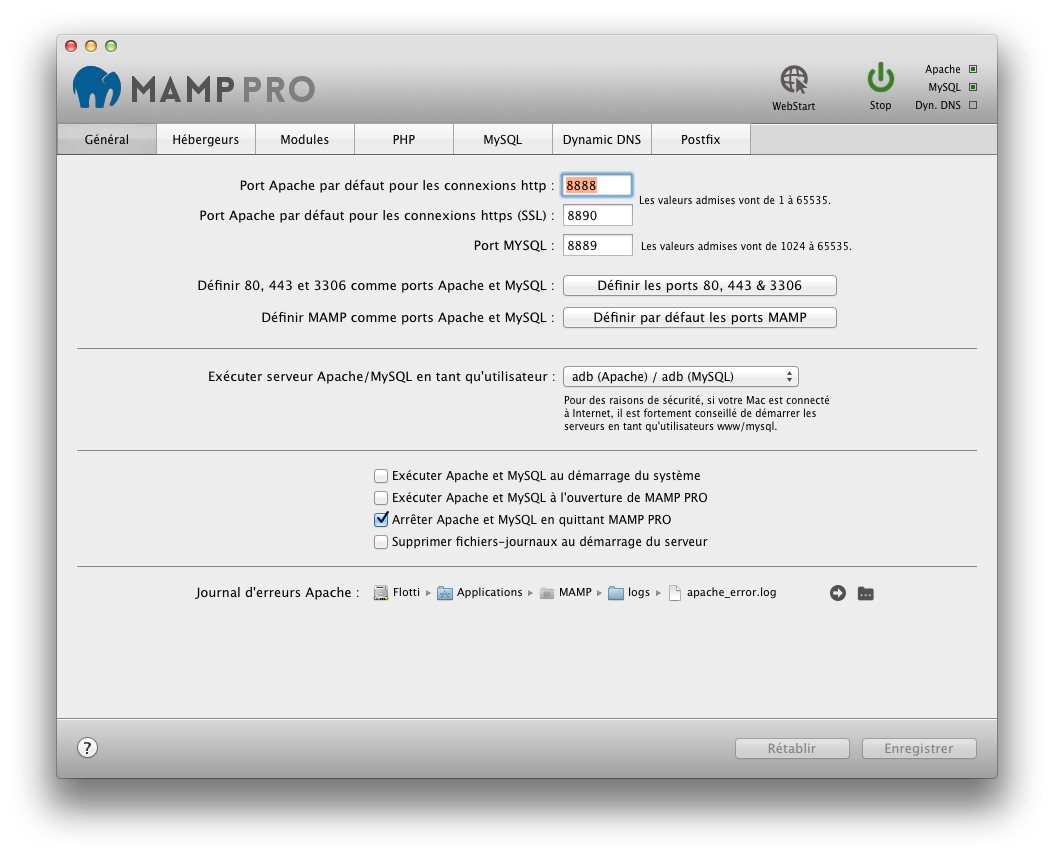 MAMP PRO
WebStart
Stop
Apache
MySQL
Dyn. DNS
Général
Hébergeurs
Modules
PHP
MySQL
Dynamic DNS
Postfix
Port Apache par défaut pour les connexions http : 8888
Les valeurs admises vont de 1 à 65535.
Port Apache par défaut pour les connexions https (SSL) : 8890
Port MYSQL : 8889 Les valeurs admises vont de 1024 à 65535.
Définir 80, 443 et 3306 comme ports Apache et MySQL : Définir les ports 80, 443 & 3306
Définir MAMP comme ports Apache et MySQL : Définir par défaut les ports MAMP
Exécuter serveur Apache/MySQL en tant qu'utilisateur : adb (Apache) / adb (MySQL)
Pour des raisons de sécurité, si votre Mac est connecté
à Internet, il est fortement conseillé de démarrer les
serveurs en tant qu'utilisateurs www/mysql.
Exécuter Apache et MySQL au démarrage du système
Exécuter Apache et MySQL à l'ouverture de MAMP PRO
Arrêter Apache et MySQL en quittant MAMP PRO
Supprimer fichiers-journaux au démarrage du serveur
Journal d'erreurs Apache : Flotti ▸ Applications ▸ MAMP ▸ logs ▸ apache_error.log
?
Rétablir
Enregistrer